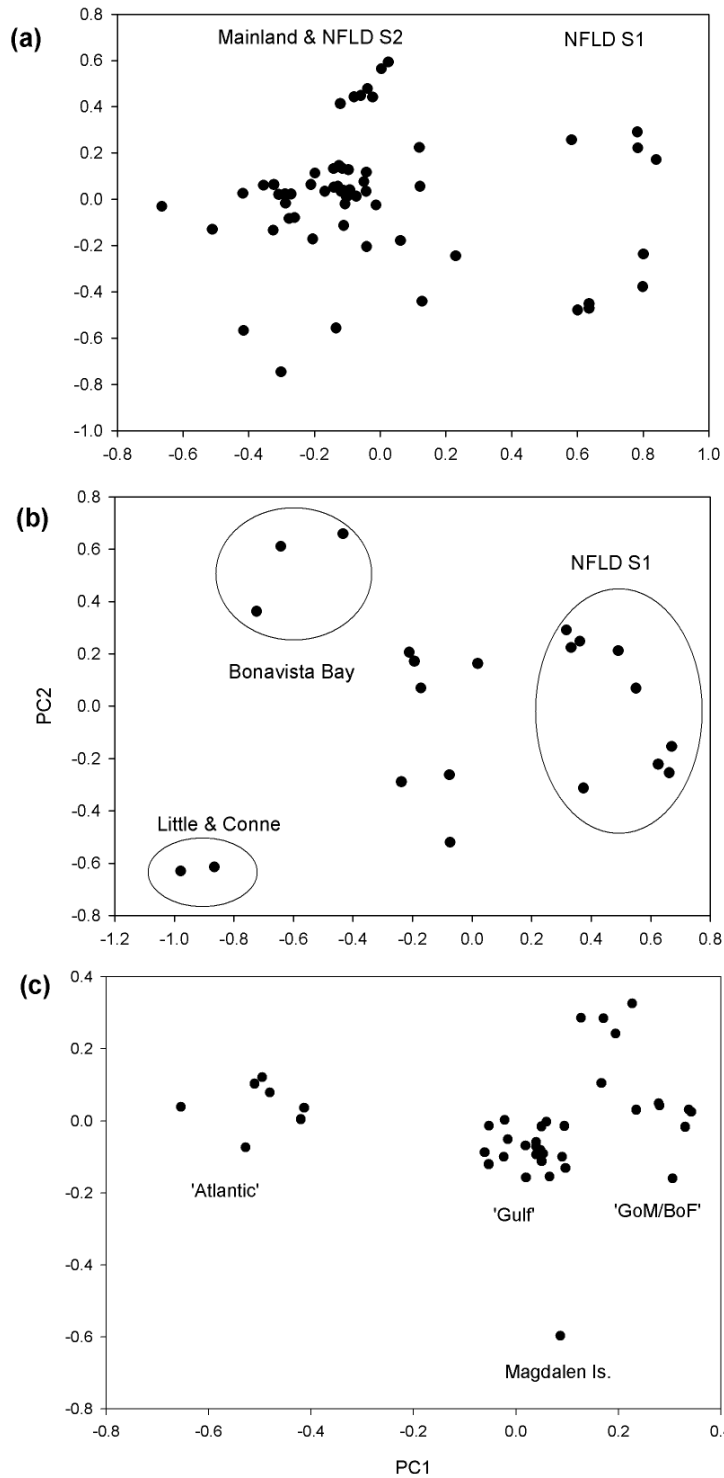 (a)
0.8
Mainland & NFLD S2 NFLD S1
0.6
0.4
0.2
0.0
-0.2
-0.4
-0.6
-0.8
-1.0
-0.8 -0.6 -0.4 -0.2 0.0 0.2 0.4 0.6 0.8 1.0
(b)
0.8
0.6
NFLD S1
0.4
0.2
Bonavista Bay
PC2
0.0
-0.2
-0.4
Little & Conne
-0.6
-0.8
-1.2 -1.0 -0.8 -0.6 -0.4 -0.2 0.0 0.2 0.4 0.6 0.8
(c)
0.4
0.2
0.0
-0.2
'Atlantic' 'Gulf' 'GoM/BoF'
-0.4
-0.6
Magdalen Is.
-0.8
-0.8 -0.6 -0.4 -0.2 0.0 0.2 0.4
PC1